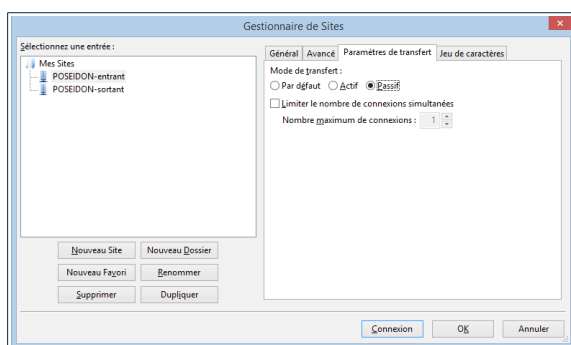 Gestionnaire de Sites
Sélectionnez une entrée :
Mes Sites
POSEIDON-entrant
POSEIDON-sortant
Nouveau Site
Nouveau Dossier
Nouveau Favori
Renommer
Supprimer
Dupliquer
Général
Avancé
Paramètres de transfert
Jeu de caractères
Mode de transfert :
Par défaut
Actif
Passif
Limiter le nombre de connexions simultanées
Nombre maximum de connexions : 1
Connexion
OK
Annuler